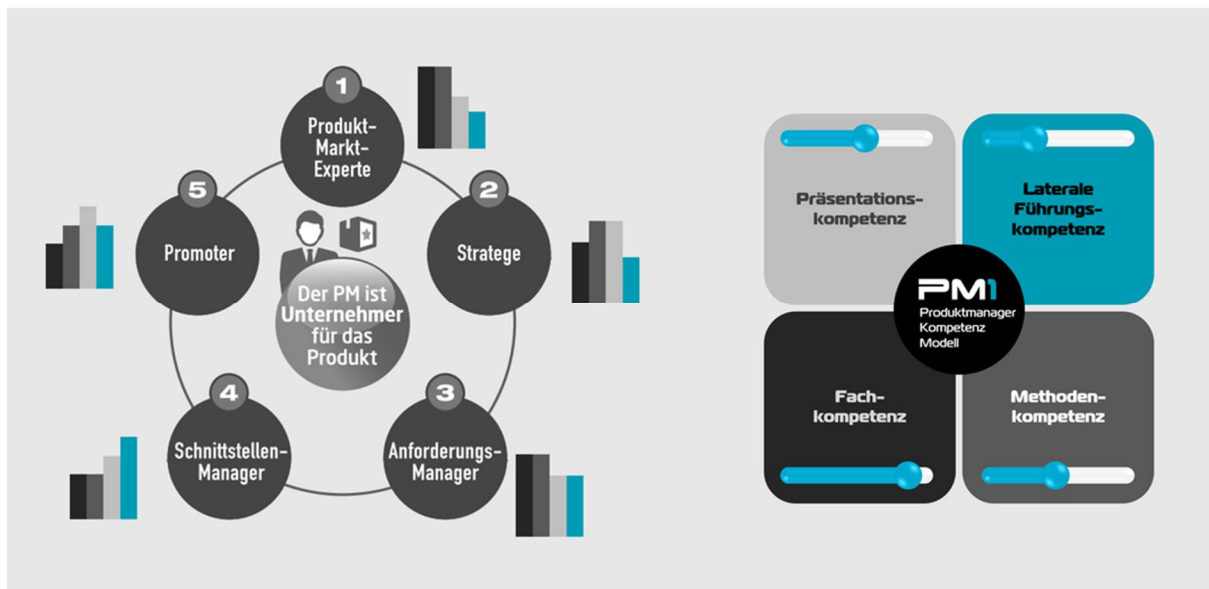 1
Produkt-
Markt-
Experte
2
Stratege
3
Anforderungs-
Manager
4
Schnittstellen-
Manager
5
Promoter
Der PM ist
Unternehmer
für das
Produkt
Präsentations-
kompetenz
Laterale
Führungs-
kompetenz
PM1
Produktmanager
Kompetenz
Modell
Fach-
kompetenz
Methoden-
kompetenz